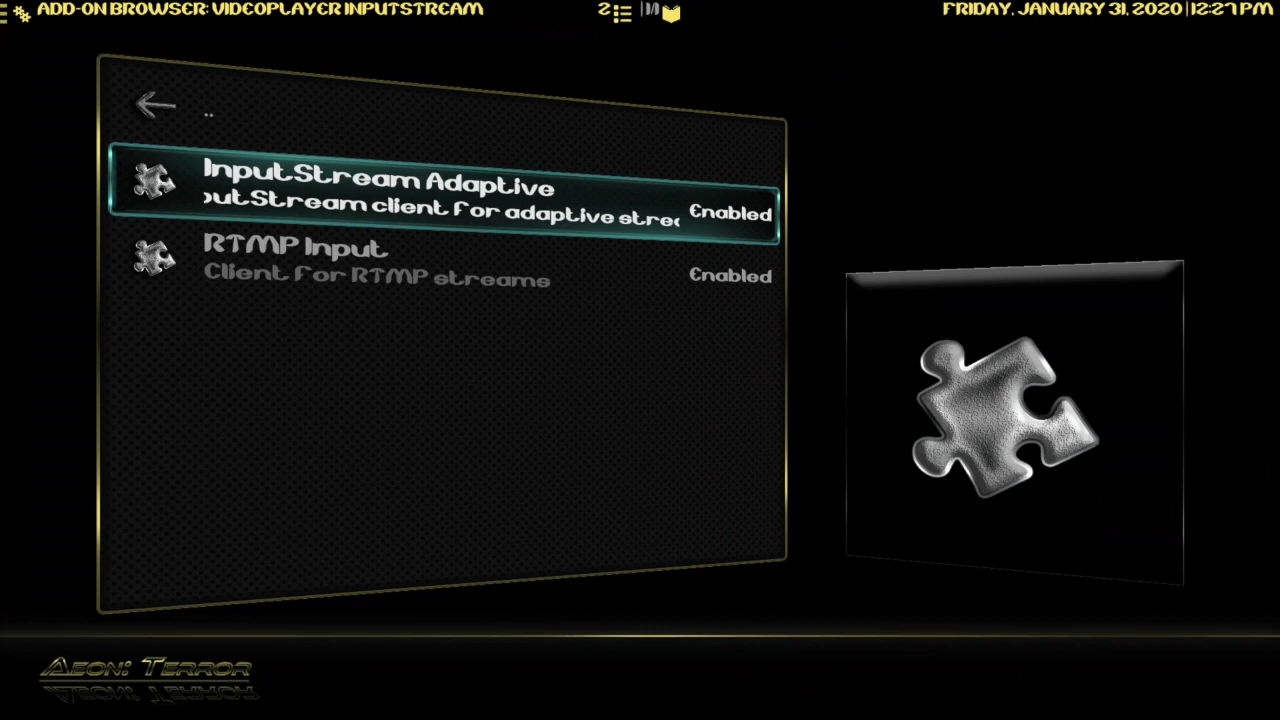 ADD-ON BROWSER: VIDEOPLAYER INPUTSTREAM
2
FRIDAY, JANUARY 31, 2020 | 12:27 PM
..
InputStream Adaptive
putStream client for adaptive strea
Enabled
RTMP Input
Client for RTMP streams
Enabled
Aeon: Terror